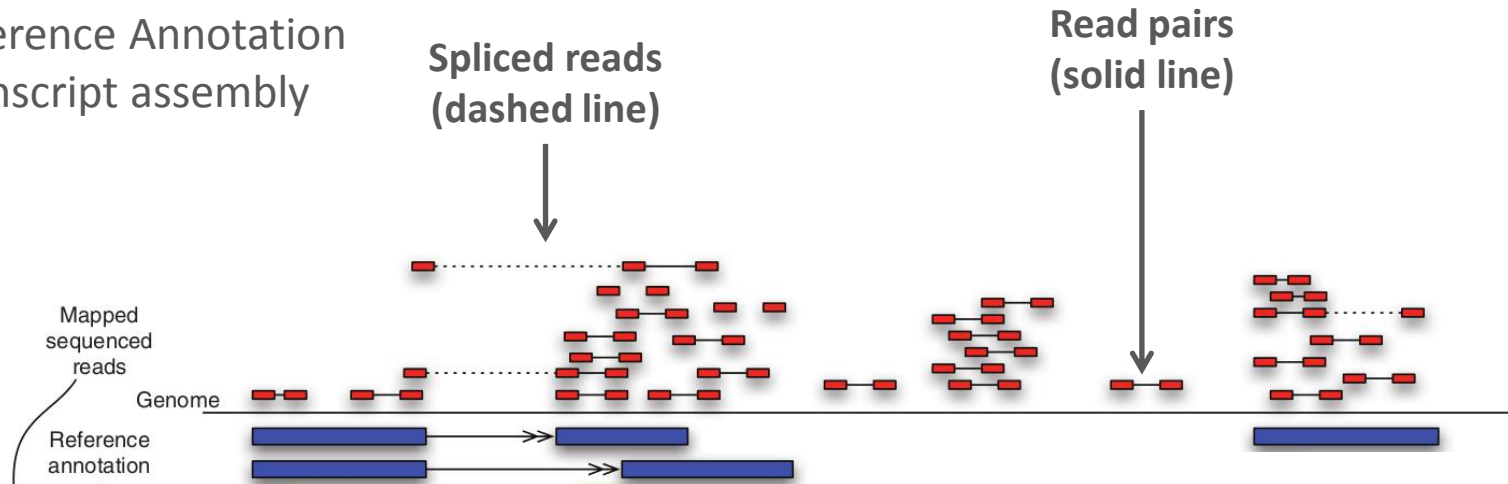 erence Annotation
nscript assembly
Spliced reads
(dashed line)
Read pairs
(solid line)
Mapped
sequenced
reads
Genome
Reference
annotation